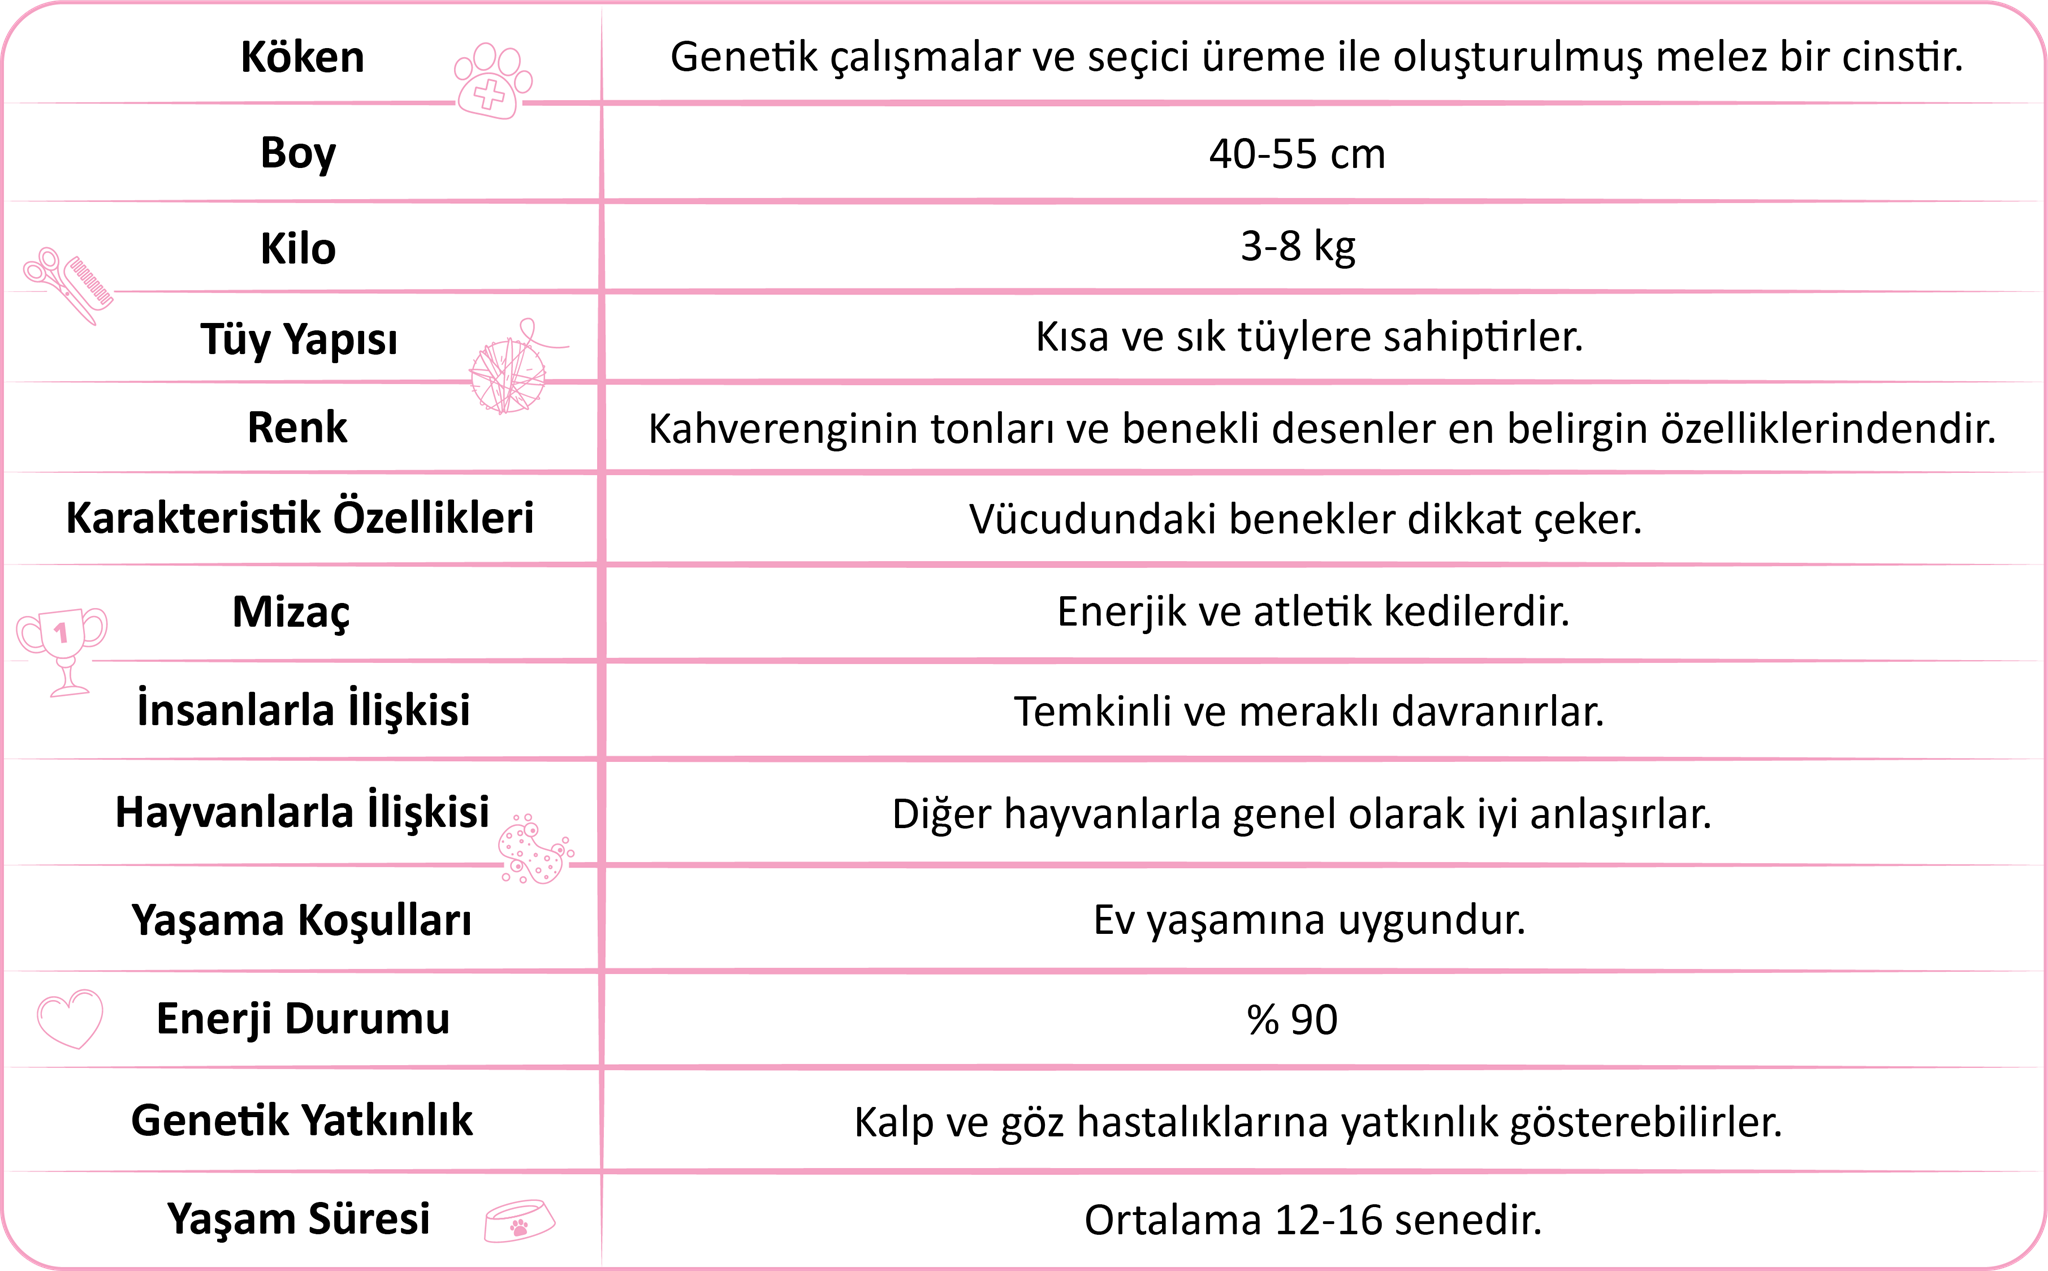 Köken
Genetik çalışmalar ve seçici üreme ile oluşturulmuş melez bir cinstir.
Boy
40-55 cm
Kilo
3-8 kg
Tüy Yapısı
Kısa ve sık tüylere sahiptirler.
Renk
Kahverenginin tonları ve benekli desenler en belirgin özelliklerindendir.
Karakteristik Özellikleri
Vücudundaki benekler dikkat çeker.
Mizaç
Enerjik ve atletik kedilerdir.
1
İnsanlarla İlişkisi
Temkinli ve meraklı davranırlar.
Hayvanlarla İlişkisi
Diğer hayvanlarla genel olarak iyi anlaşırlar.
Yaşama Koşulları
Ev yaşamına uygundur.
Enerji Durumu
% 90
Genetik Yatkınlık
Kalp ve göz hastalıklarına yatkınlık gösterebilirler.
Yaşam Süresi
Ortalama 12-16 senedir.